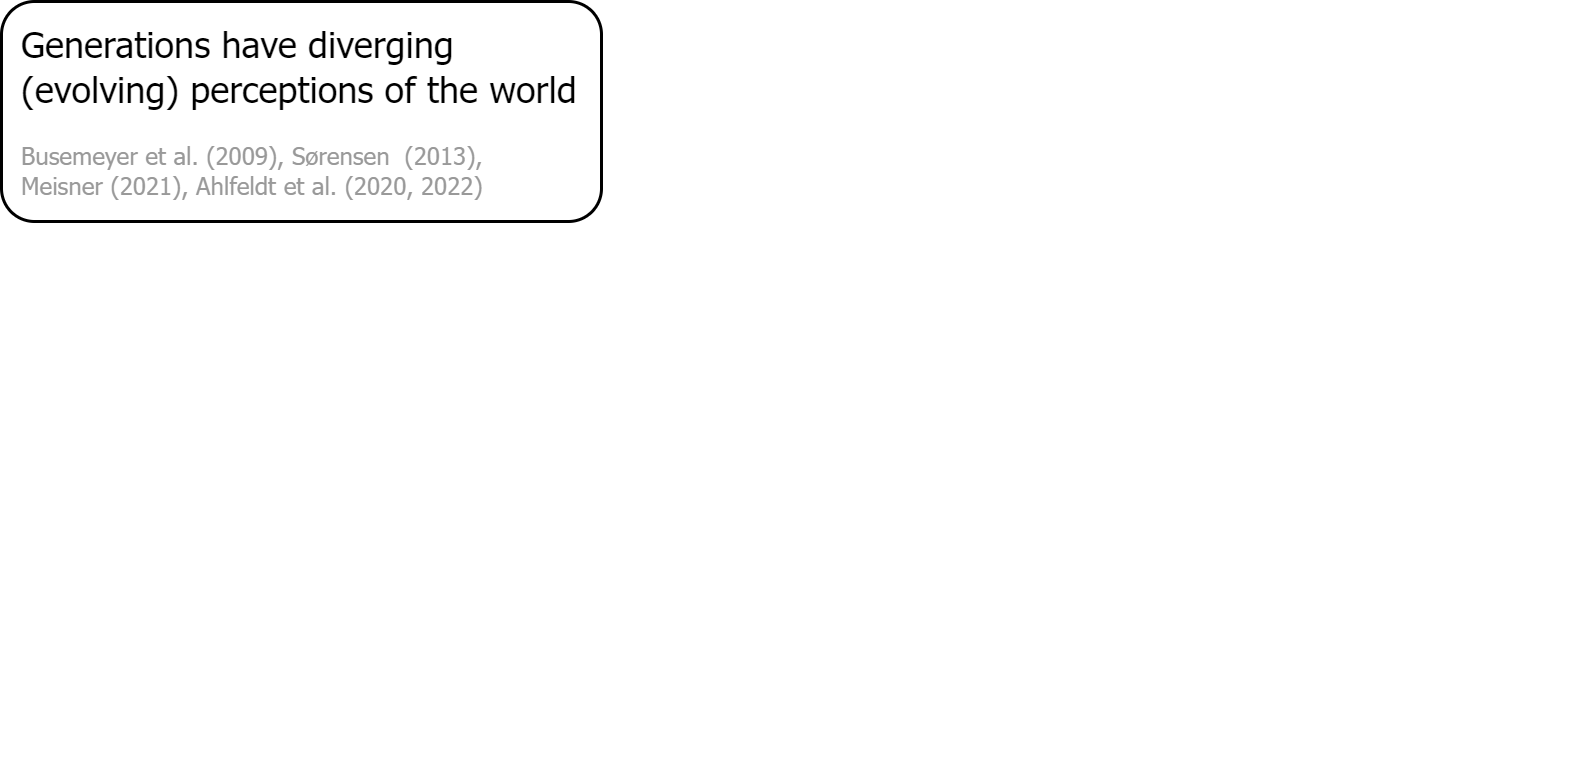 Generations have diverging
(evolving) perceptions of the world
Busemeyer et al. (2009), Sørensen  (2013),
Meisner (2021), Ahlfeldt et al. (2020, 2022)